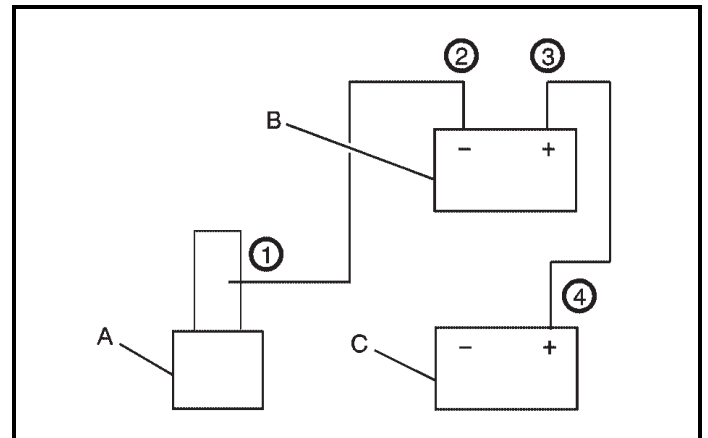 ② ③
B
− +
①
④
A
C
− +